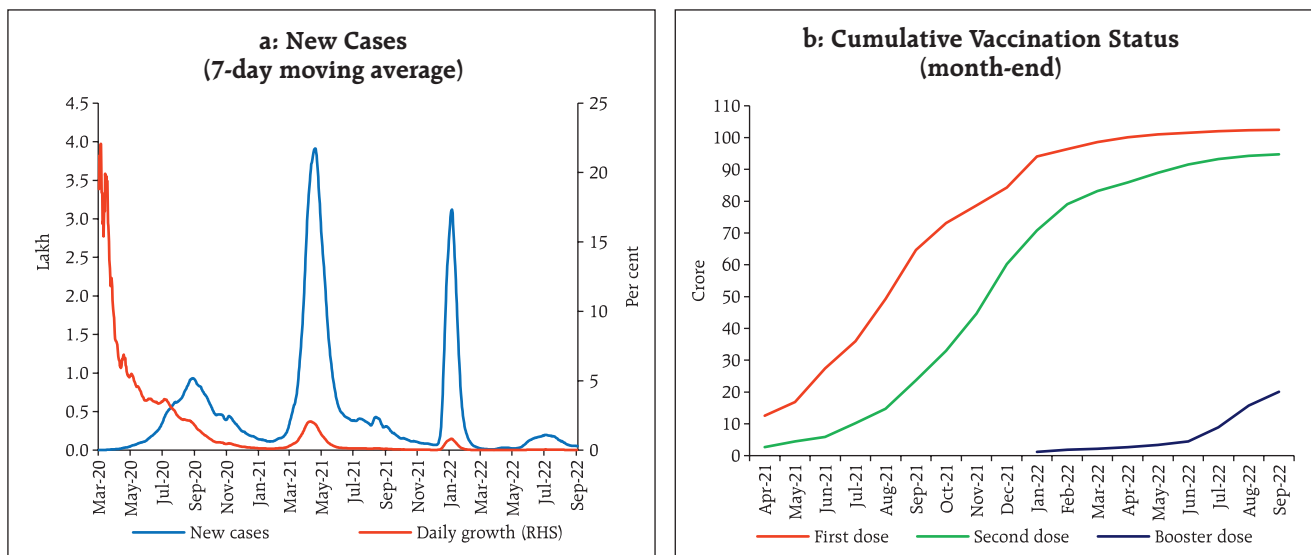 a: New Cases
(7-day moving average)
4.5
4.0
3.5
3.0
2.5
2.0
1.5
1.0
0.5
0.0
Lakh
25
20
15
10
5
0
Per cent
Mar-20
May-20
Jul-20
Sep-20
Nov-20
Jan-21
Mar-21
May-21
Jul-21
Sep-21
Nov-21
Jan-22
Mar-22
May-22
Jul-22
Sep-22
New cases
Daily growth (RHS)
b: Cumulative Vaccination Status
(month-end)
110
100
90
80
70
60
50
40
30
20
10
0
Crore
Apr-21
May-21
Jun-21
Jul-21
Aug-21
Sep-21
Oct-21
Nov-21
Dec-21
Jan-22
Feb-22
Mar-22
Apr-22
May-22
Jun-22
Jul-22
Aug-22
Sep-22
First dose
Second dose
Booster dose